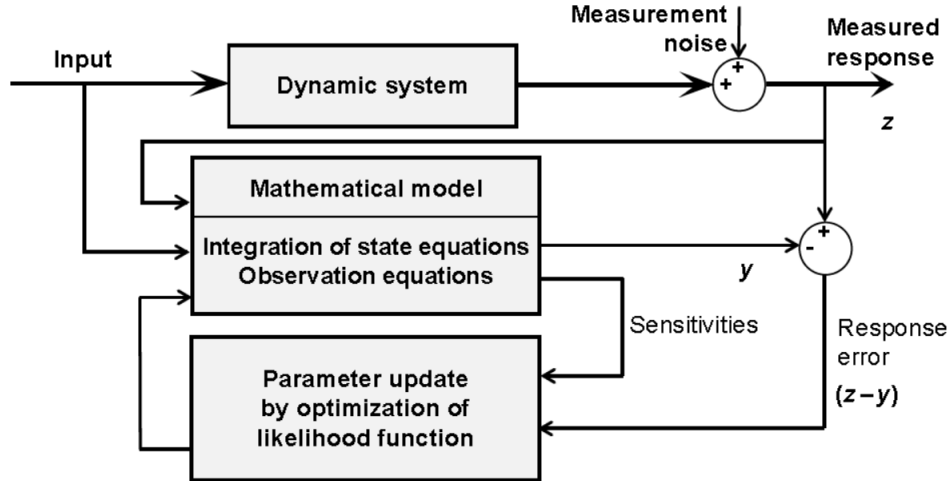 Measurement
noise
Measured
response
Input
Dynamic system
+
+
z
Mathematical model
Integration of state equations
Observation equations
+
-
y
Sensitivities
Response
error
(z – y)
Parameter update
by optimization of
likelihood function